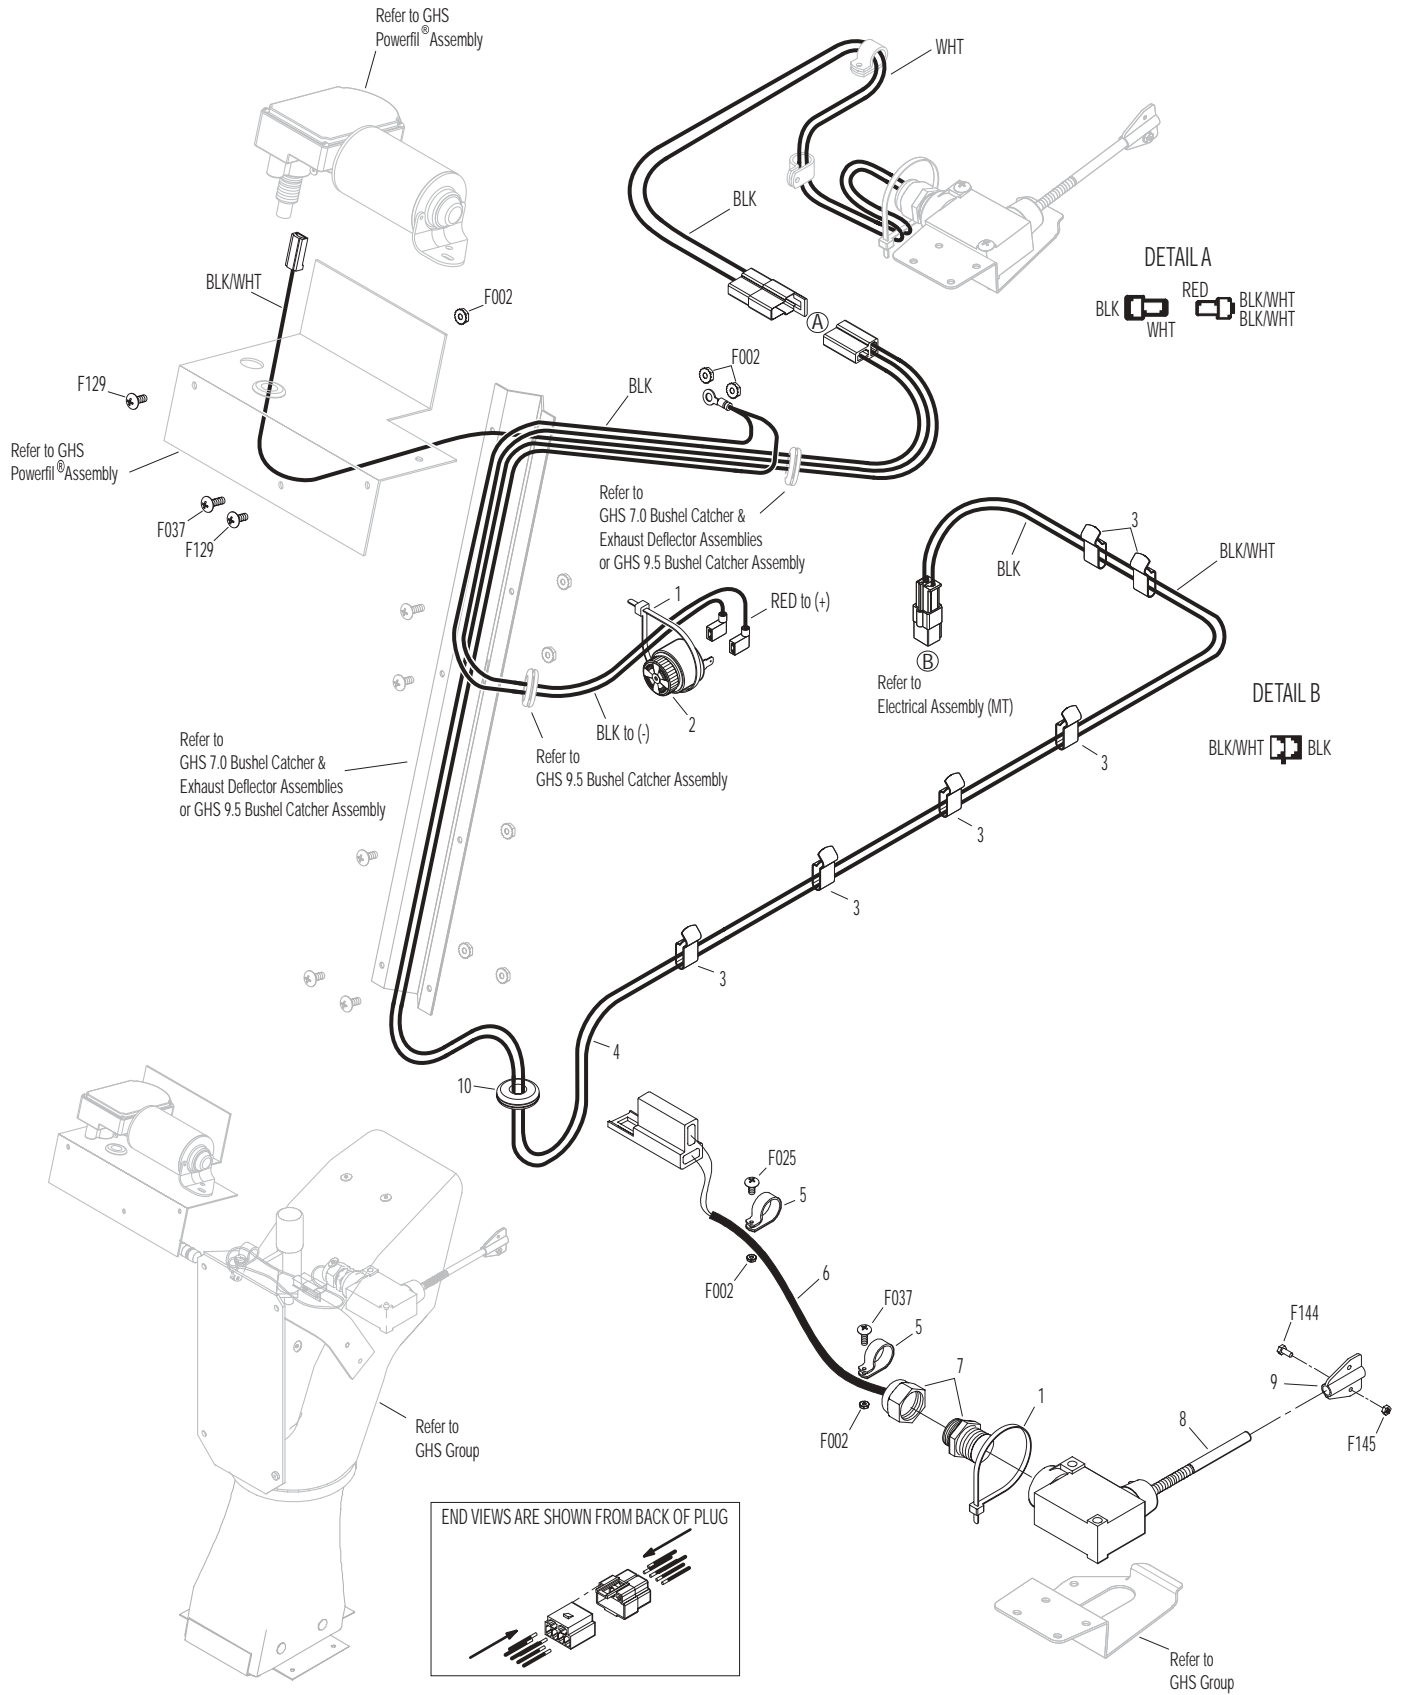 Refer to GHS
Powerfil® Assembly
WHT
BLK
DETAIL A
BLK
WHT
RED
BLK/WHT
BLK/WHT
A
BLK/WHT
F002
F002
F129
BLK
Refer to GHS
Powerfil® Assembly
F037
F129
Refer to
GHS 7.0 Bushel Catcher &
Exhaust Deflector Assemblies
or GHS 9.5 Bushel Catcher Assembly
3
BLK
BLK/WHT
1
RED to (+)
B
Refer to
Electrical Assembly (MT)
DETAIL B
BLK/WHT
BLK
2
BLK to (-)
Refer to
GHS 9.5 Bushel Catcher Assembly
Refer to
GHS 7.0 Bushel Catcher &
Exhaust Deflector Assemblies
or GHS 9.5 Bushel Catcher Assembly
3
3
3
3
4
10
F025
5
F002
6
F037
5
7
F002
1
F144
9
8
F145
Refer to
GHS Group
END VIEWS ARE SHOWN FROM BACK OF PLUG
Refer to
GHS Group